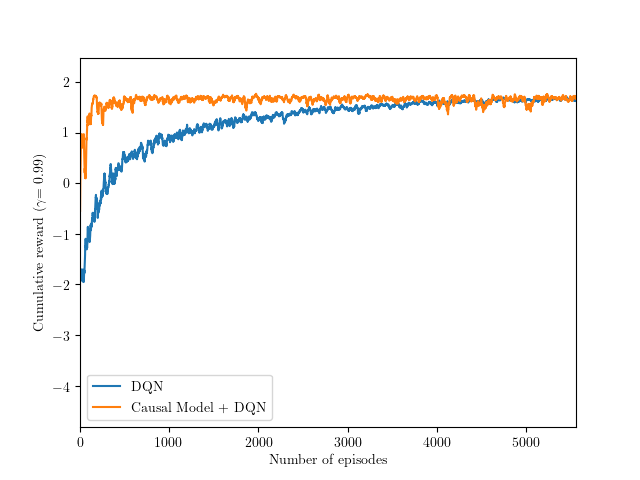 2
1
0
−1
−2
−3
−4
Cumulative reward (γ= 0.99)
DQN
Causal Model + DQN
0 1000 2000 3000 4000 5000
Number of episodes